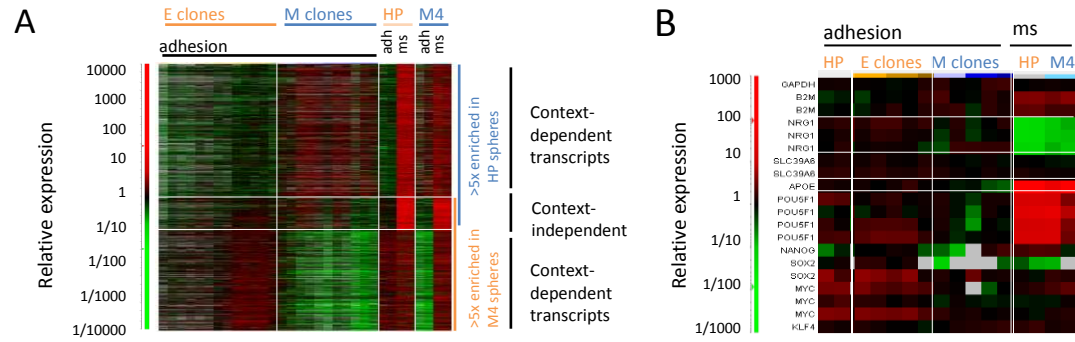 A
E clones
M clones
HP
M4
adhesion
adh
ms
adh
ms
10000
1000
100
10
1
1/10
1/100
1/1000
1/10000
Relative expression
>5x enriched in
HP spheres
>5x enriched in
M4 spheres
Context-
dependent
transcripts
Context-
independent
Context-
dependent
transcripts
B
adhesion
ms
HP
E clones
M clones
HP
M4
1000
100
10
1
1/10
1/100
1/1000
Relative expression
GAPDH
B2M
B2M
NRG1
NRG1
NRG1
SLC39A6
SLC39A6
APOE
POU5F1
POU5F1
POU5F1
POU5F1
NANOG
SOX2
SOX2
MYC
MYC
MYC
KLF4